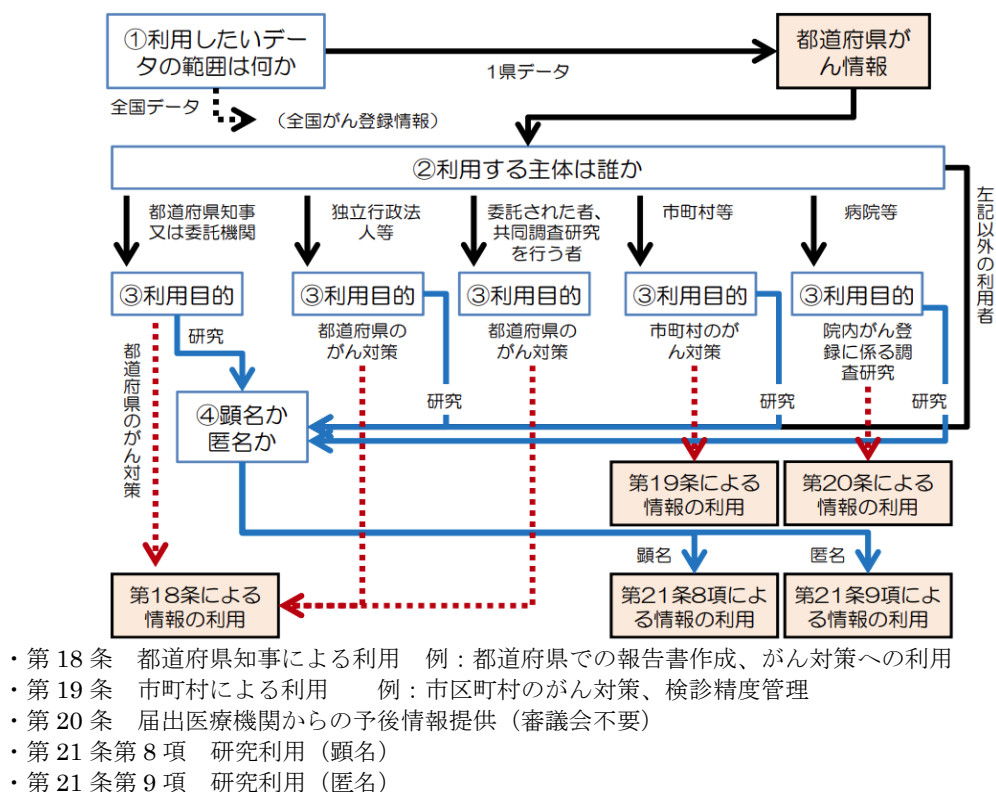 ①利用したいデー
タの範囲は何か
都道府県が
ん情報
1県データ
全国データ
（全国がん登録情報）
②利用する主体は誰か
左記以外の利用者
都道府県知事
又は委託機関
独立行政法
人等
委託された者、
共同調査研究
を行う者
市町村等
病院等
③利用目的
③利用目的
③利用目的
③利用目的
③利用目的
研究
都道府県のがん対策
都道府県の
がん対策
都道府県の
がん対策
市町村のが
ん対策
院内がん登
録に係る調
査研究
研究
研究
研究
④顕名か
匿名か
第19条による
情報の利用
第20条による
情報の利用
顕名
匿名
第18条による
情報の利用
第21条8項によ
る情報の利用
第21条9項によ
る情報の利用
・第 18 条　都道府県知事による利用　例：都道府県での報告書作成、がん対策への利用
・第 19 条　市町村による利用　　例：市区町村のがん対策、検診精度管理
・第 20 条　届出医療機関からの予後情報提供（審議会不要）
・第 21 条第 8 項　研究利用（顕名）
・第 21 条第 9 項　研究利用（匿名）